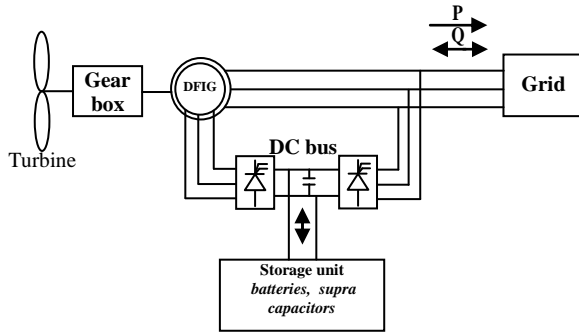 P
Q
Gear
box
DFIG
Grid
Turbine
DC bus
Storage unit
batteries, supra
capacitors